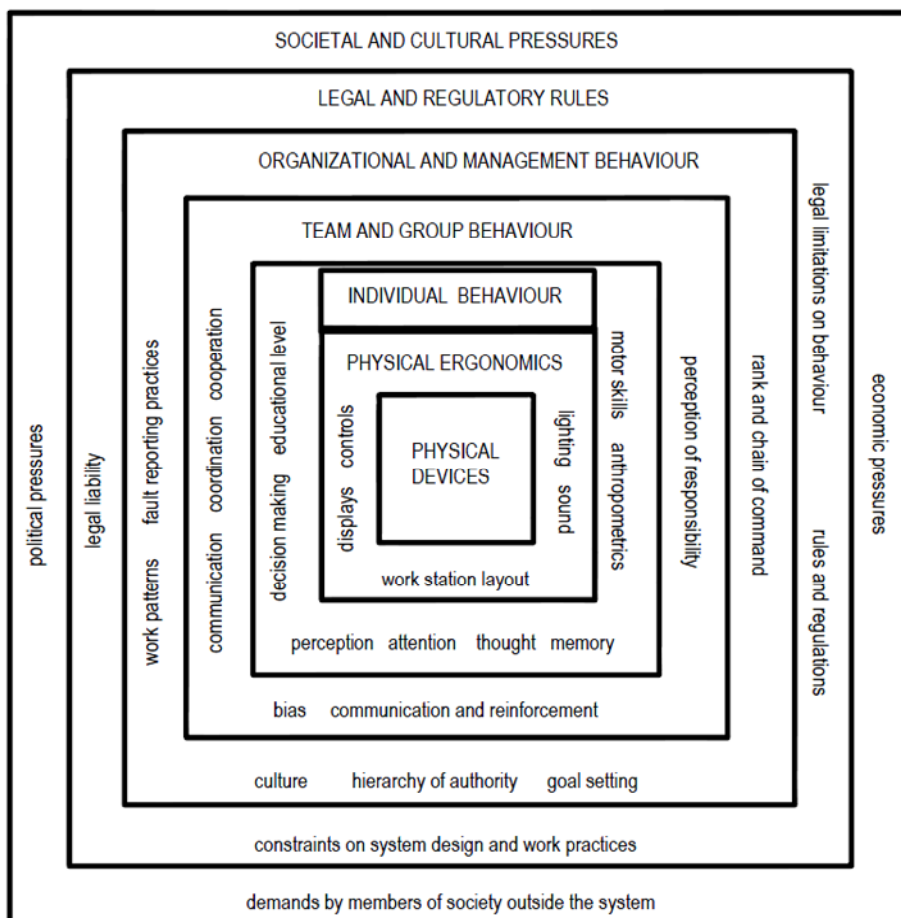 SOCIETAL AND CULTURAL PRESSURES
LEGAL AND REGULATORY RULES
ORGANIZATIONAL AND MANAGEMENT BEHAVIOUR
TEAM AND GROUP BEHAVIOUR
INDIVIDUAL BEHAVIOUR
PHYSICAL ERGONOMICS
PHYSICAL
DEVICES
political pressures
legal liability
work patterns fault reporting practices
communication coordination cooperation
decision making educational level
displays controls
lighting sound
motor skills anthropometrics
perception of responsibility
rank and chain of command
legal limitations on behaviour
rules and regulations
economic pressures
work station layout
perception attention thought memory
bias communication and reinforcement
culture hierarchy of authority goal setting
constraints on system design and work practices
demands by members of society outside the system